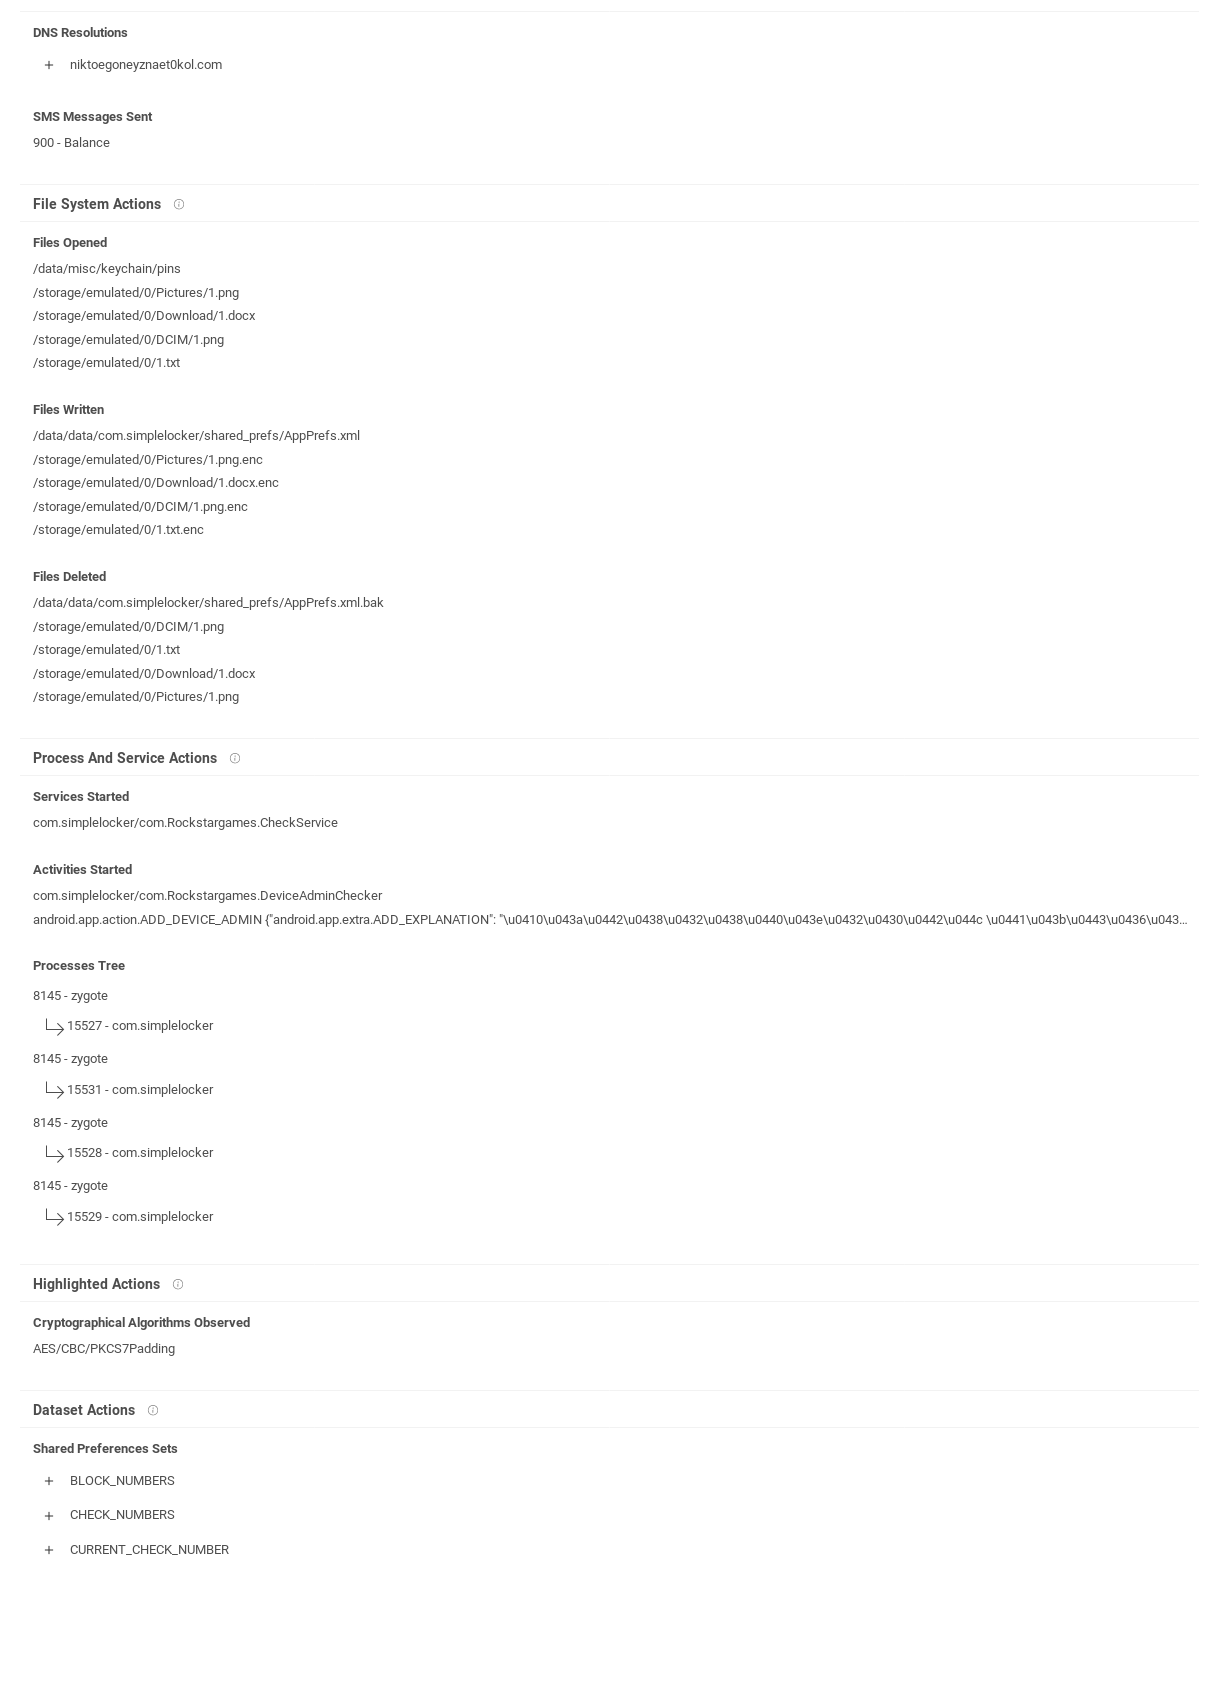 DNS Resolutions
+ niktoegoneyznaet0kol.com
SMS Messages Sent
900 - Balance
File System Actions
Files Opened
/data/misc/keychain/pins
/storage/emulated/0/Pictures/1.png
/storage/emulated/0/Download/1.docx
/storage/emulated/0/DCIM/1.png
/storage/emulated/0/1.txt
Files Written
/data/data/com.simplelocker/shared_prefs/AppPrefs.xml
/storage/emulated/0/Pictures/1.png.enc
/storage/emulated/0/Download/1.docx.enc
/storage/emulated/0/DCIM/1.png.enc
/storage/emulated/0/1.txt.enc
Files Deleted
/data/data/com.simplelocker/shared_prefs/AppPrefs.xml.bak
/storage/emulated/0/DCIM/1.png
/storage/emulated/0/1.txt
/storage/emulated/0/Download/1.docx
/storage/emulated/0/Pictures/1.png
Process And Service Actions
Services Started
com.simplelocker/com.Rockstargames.CheckService
Activities Started
com.simplelocker/com.Rockstargames.DeviceAdminChecker
android.app.action.ADD_DEVICE_ADMIN {"android.app.extra.ADD_EXPLANATION": "\u0410\u043a\u0442\u0438\u0432\u0438\u0440\u043e\u0432\u0430\u0442\u044c \u0441\u043b\u0443\u0436\u043…
Processes Tree
8145 - zygote
15527 - com.simplelocker
8145 - zygote
15531 - com.simplelocker
8145 - zygote
15528 - com.simplelocker
8145 - zygote
15529 - com.simplelocker
Highlighted Actions
Cryptographical Algorithms Observed
AES/CBC/PKCS7Padding
Dataset Actions
Shared Preferences Sets
+ BLOCK_NUMBERS
+ CHECK_NUMBERS
+ CURRENT_CHECK_NUMBER